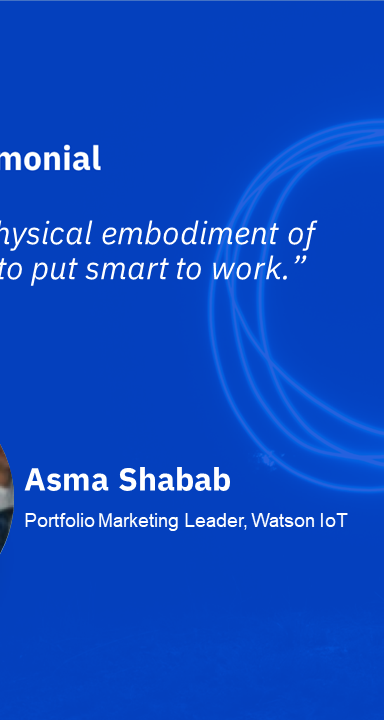 monial
hysical embodiment of
to put smart to work.”
Asma Shabab
Portfolio Marketing Leader, Watson IoT